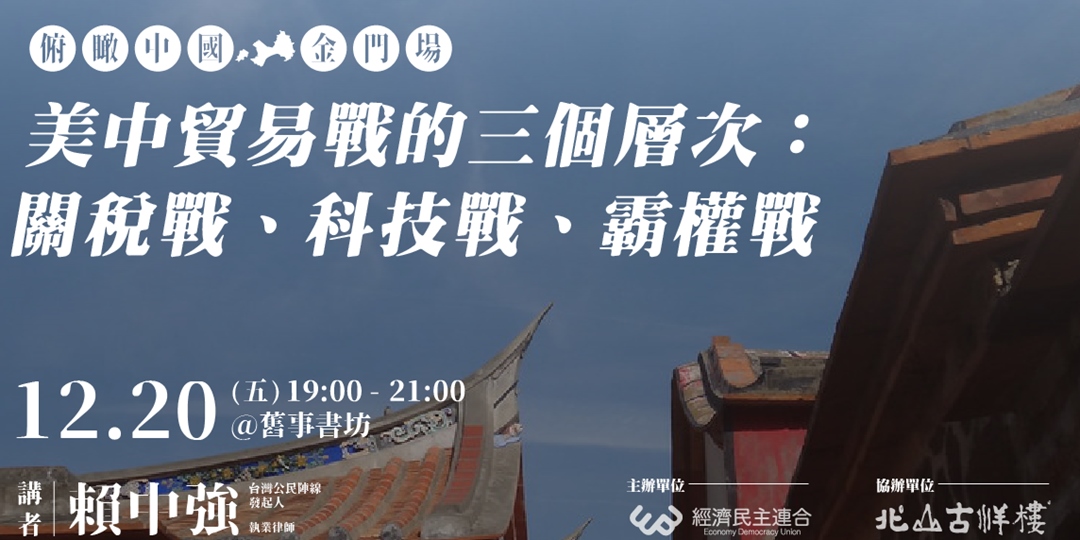 俯瞰中國 金門場
美中貿易戰的三個層次：
關稅戰、科技戰、霸權戰
12.20 (五) 19:00 - 21:00
@舊事書坊
講者 賴中強
台灣公民陣線
發起人
執業律師
主辦單位
經濟民主連合
Economy Democracy Union
協辦單位
北山古洋樓